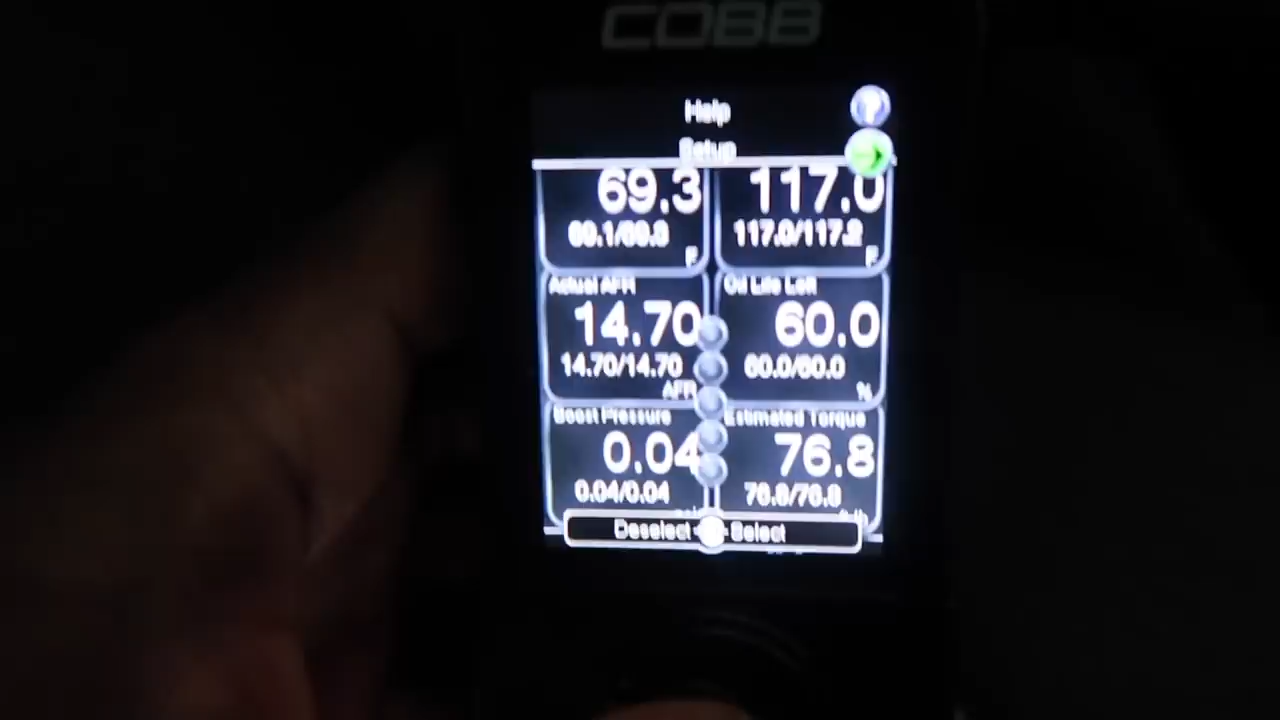 COBB
Help
?
Setup
69.3 117.0
117.0/117.2
F F
Actual AFR Oil Life Left
14.70 60.0
14.70/14.70 60.0/60.0
AFR %
Boost Pressure Estimated Torque
0.04 76.8
0.04/0.04 76.8/76.8
Deselect Select